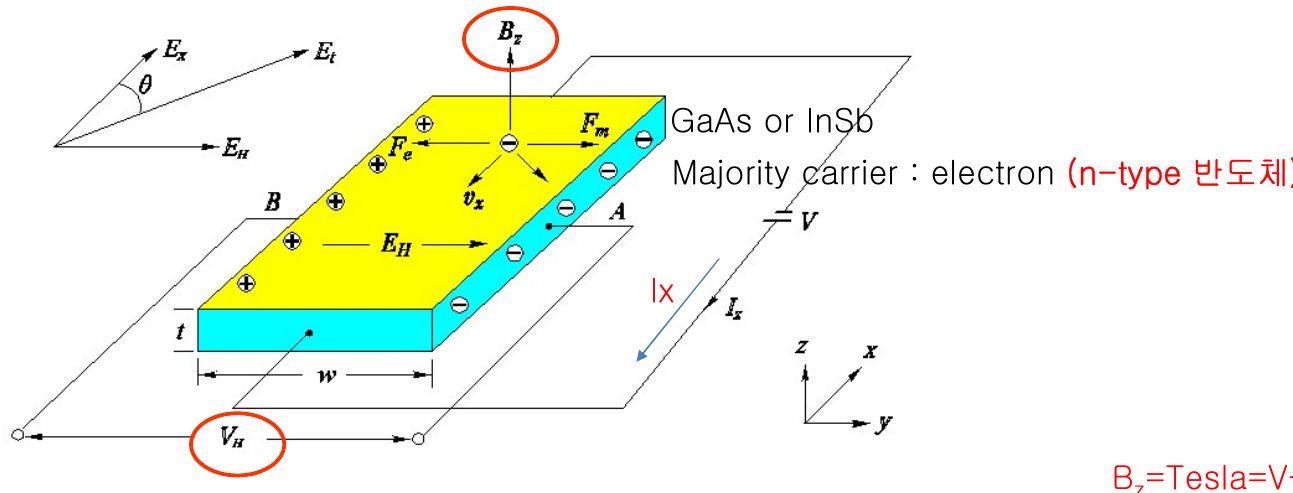 B_z
E_x
E_t
θ
E_H
GaAs or InSb
F_m
F_e
Majority carrier : electron (n-type 반도체)
v_x
B
A
V
E_H
Ix
I_x
t
z
x
w
y
V_H
B_z=Tesla=V-